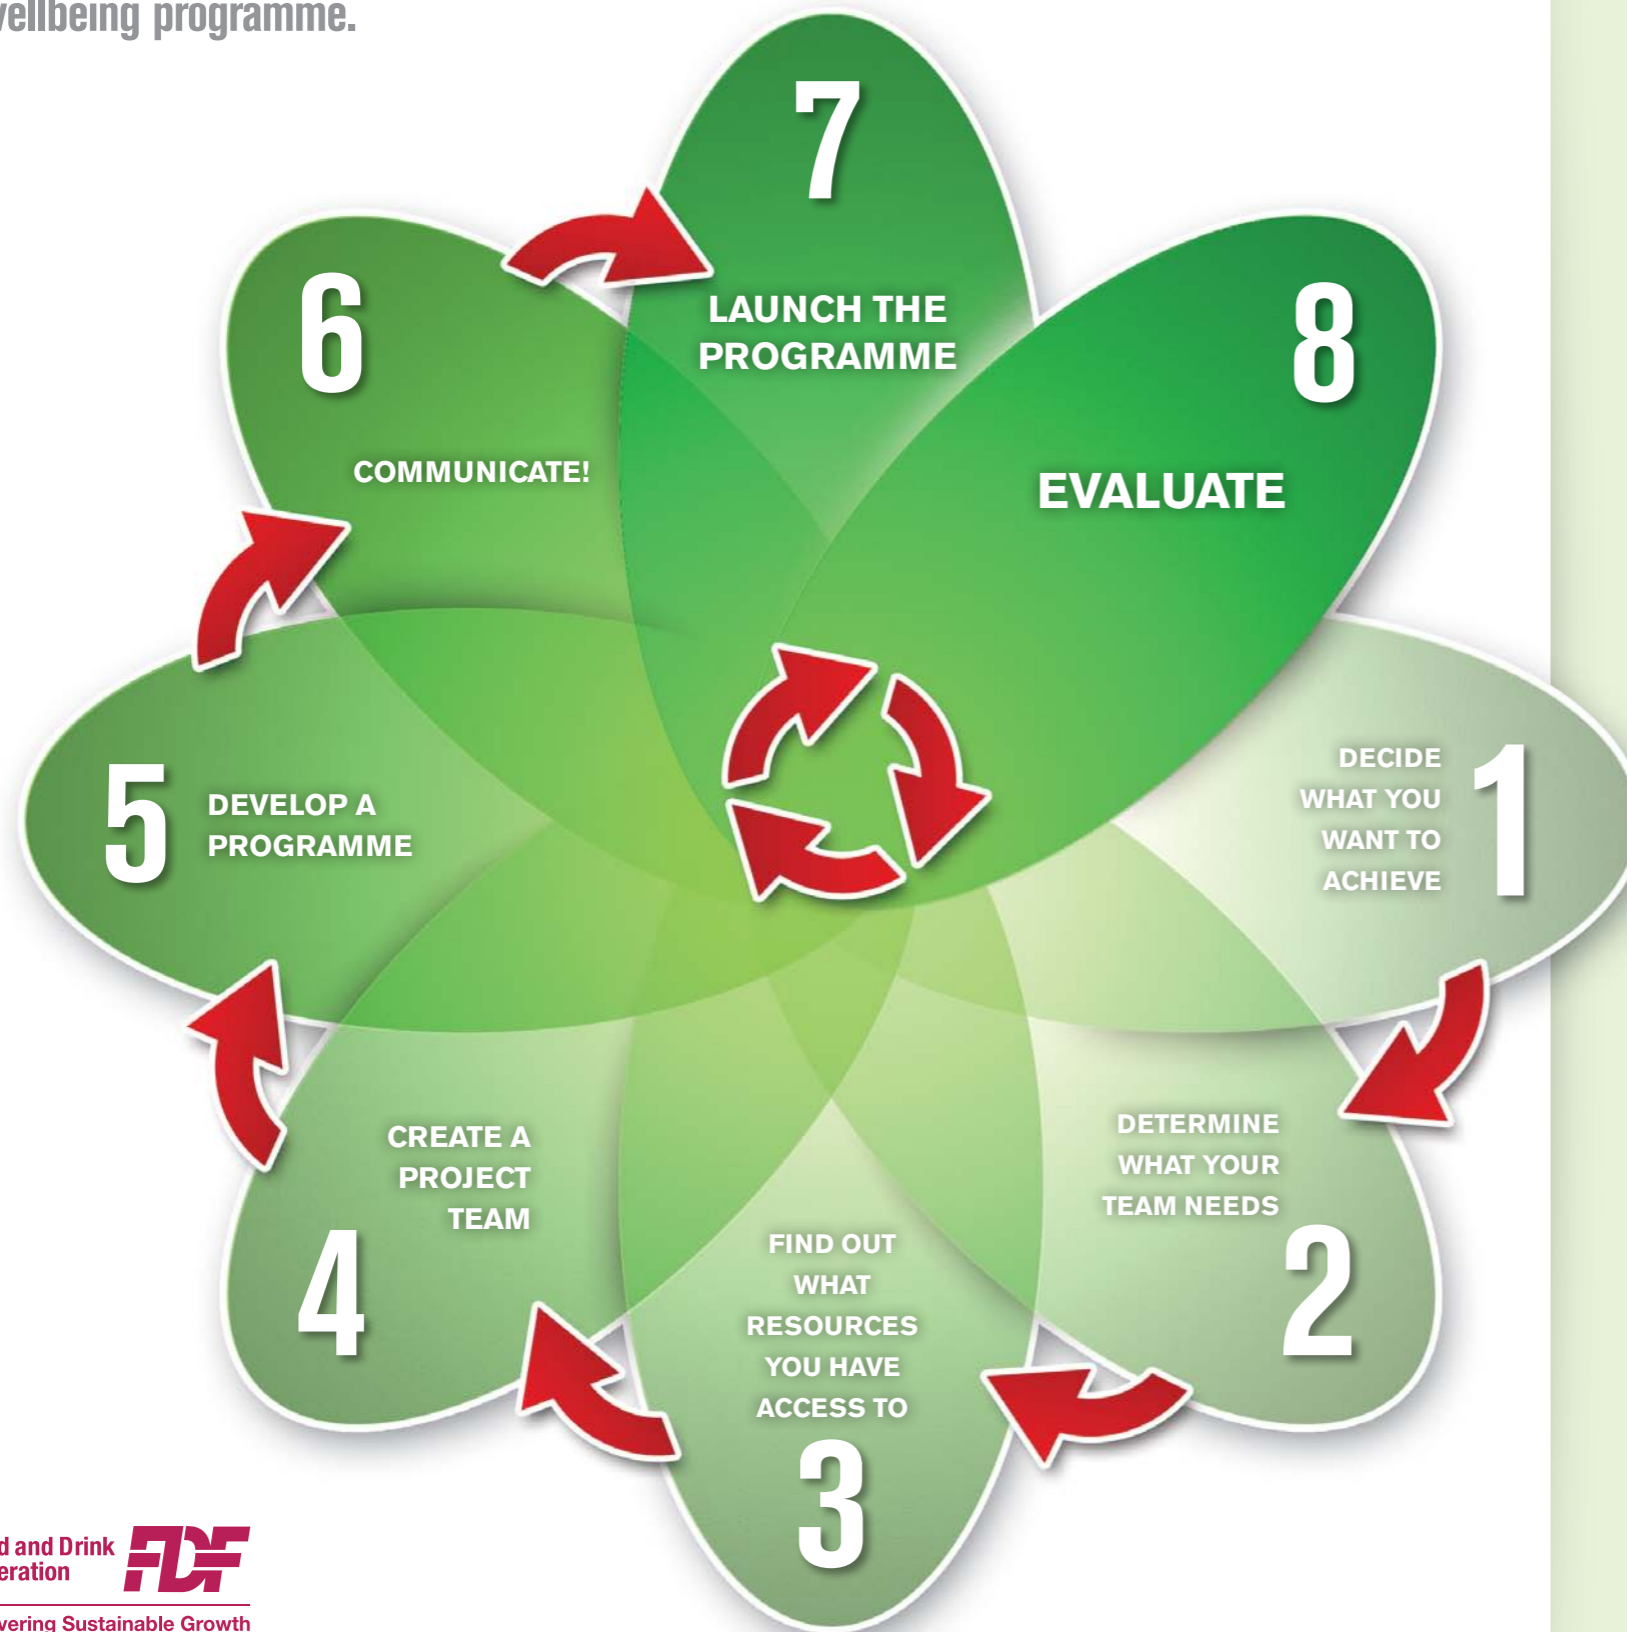 vellbeing programme.
7
LAUNCH THE
PROGRAMME
8
EVALUATE
6
COMMUNICATE!
1
DECIDE
WHAT YOU
WANT TO
ACHIEVE
5
DEVELOP A
PROGRAMME
2
DETERMINE
WHAT YOUR
TEAM NEEDS
4
CREATE A
PROJECT
TEAM
3
FIND OUT
WHAT
RESOURCES
YOU HAVE
ACCESS TO
d and Drink
eration
FDF
vering Sustainable Growth